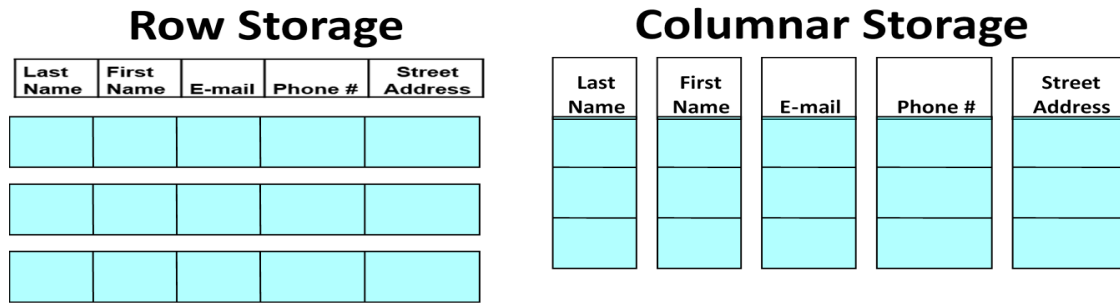 Row Storage
Last Name First Name E-mail Phone # Street Address
Columnar Storage
Last Name First Name E-mail Phone # Street Address